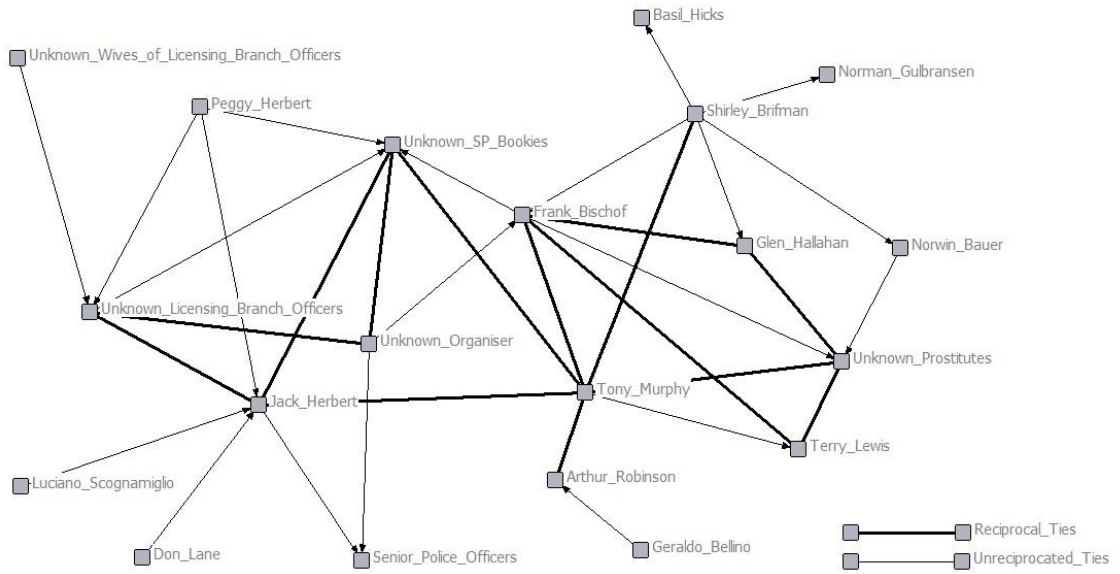 Basil_Hicks
Unknown_Wives_of_Licensing_Branch_Officers
Norman_Gulbransen
Peggy_Herbert
Shirley_Brifman
Unknown_SP_Bookies
Frank_Bischof
Glen_Hallahan
Norwin_Bauer
Unknown_Licensing_Branch_Officers
Unknown_Organiser
Unknown_Prostitutes
Tony_Murphy
Jack_Herbert
Terry_Lewis
Arthur_Robinson
Luciano_Scognamiglio
Reciprocal_Ties
Geraldo_Bellino
Don_Lane
Senior_Police_Officers
Unreciprocated_Ties